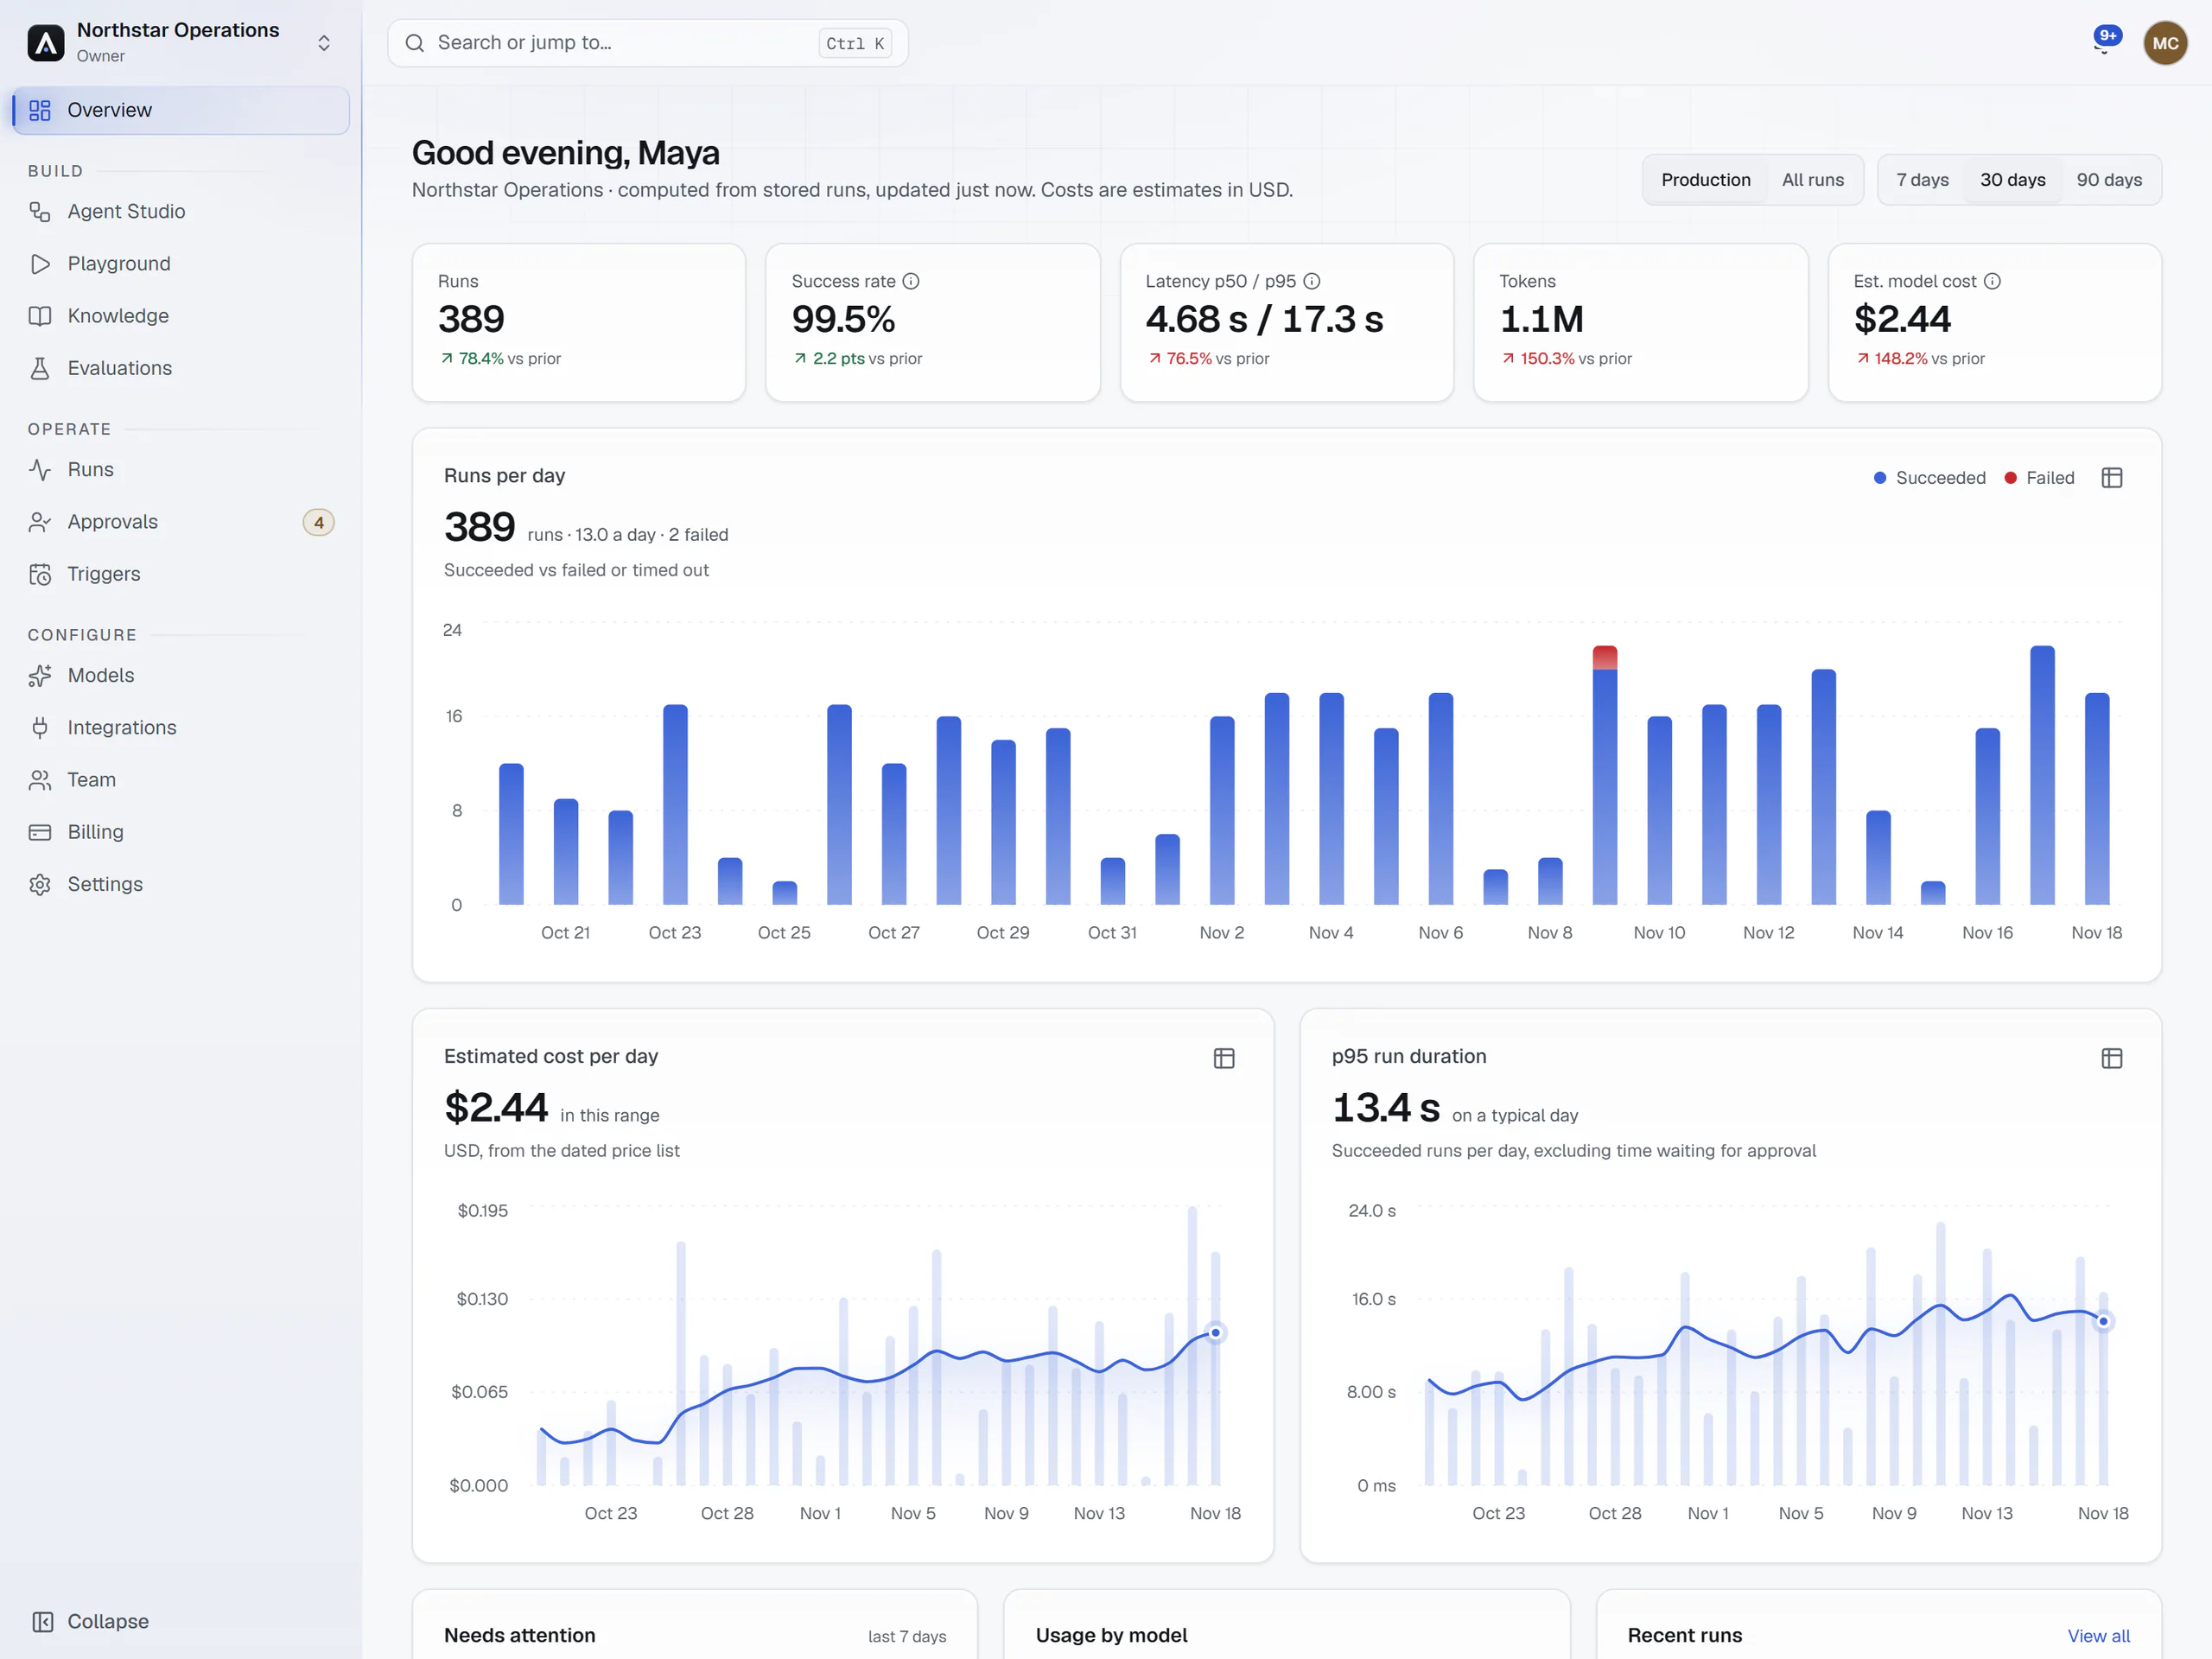 Northstar Operations
Owner
Search or jump to...
Ctrl K
9+
MC
Overview
BUILD
Agent Studio
Playground
Knowledge
Evaluations
OPERATE
Runs
Approvals
4
Triggers
CONFIGURE
Models
Integrations
Team
Billing
Settings
Collapse
Good evening, Maya
Northstar Operations · computed from stored runs, updated just now. Costs are estimates in USD.
Production All runs
7 days 30 days 90 days
Runs
389
78.4% vs prior
Success rate
99.5%
2.2 pts vs prior
Latency p50 / p95
4.68 s / 17.3 s
76.5% vs prior
Tokens
1.1M
150.3% vs prior
Est. model cost
$2.44
148.2% vs prior
Runs per day
Succeeded Failed
389 runs · 13.0 a day · 2 failed
Succeeded vs failed or timed out
24
16
8
0
Oct 21 Oct 23 Oct 25 Oct 27 Oct 29 Oct 31 Nov 2 Nov 4 Nov 6 Nov 8 Nov 10 Nov 12 Nov 14 Nov 16 Nov 18
Estimated cost per day
$2.44 in this range
USD, from the dated price list
$0.195
$0.130
$0.065
$0.000
Oct 23 Oct 28 Nov 1 Nov 5 Nov 9 Nov 13 Nov 18
p95 run duration
13.4 s on a typical day
Succeeded runs per day, excluding time waiting for approval
24.0 s
16.0 s
8.00 s
0 ms
Oct 23 Oct 28 Nov 1 Nov 5 Nov 9 Nov 13 Nov 18
Needs attention
last 7 days
Usage by model
Recent runs
View all